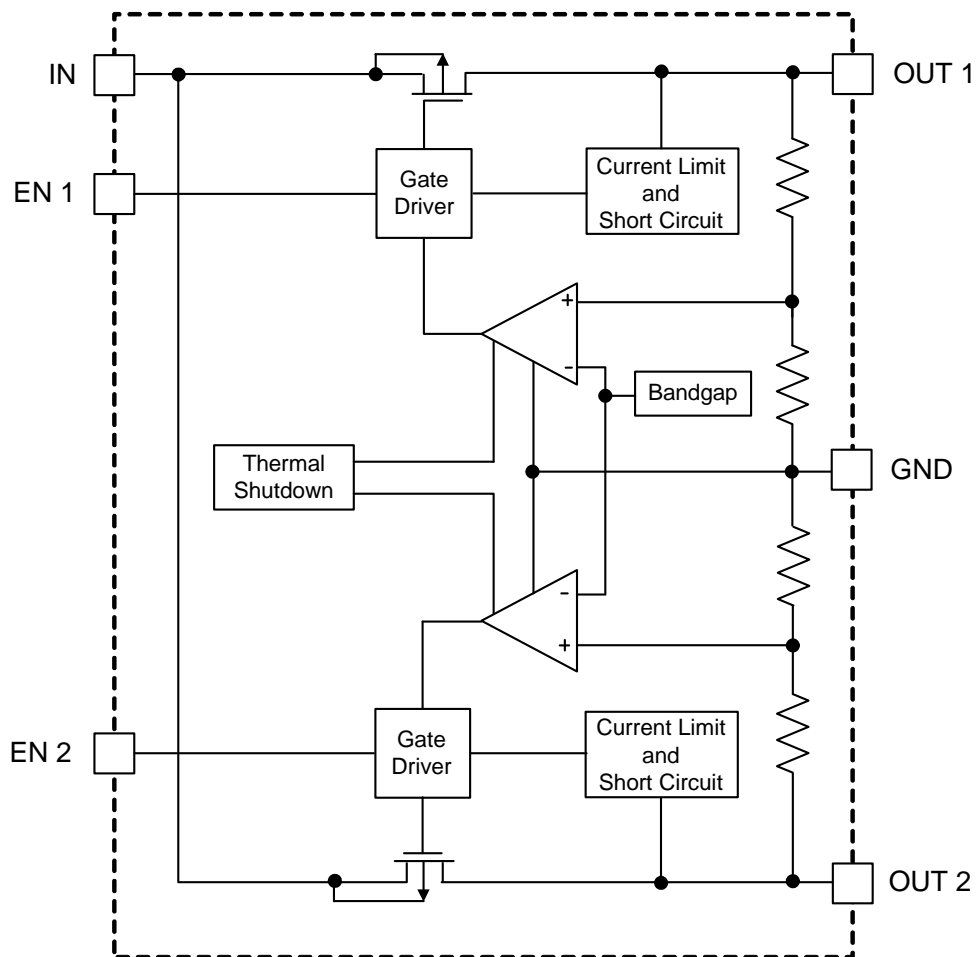 IN
OUT 1
EN 1
Gate
Driver
Current Limit
and
Short Circuit
+
-
Bandgap
Thermal
Shutdown
GND
-
+
EN 2
Gate
Driver
Current Limit
and
Short Circuit
OUT 2